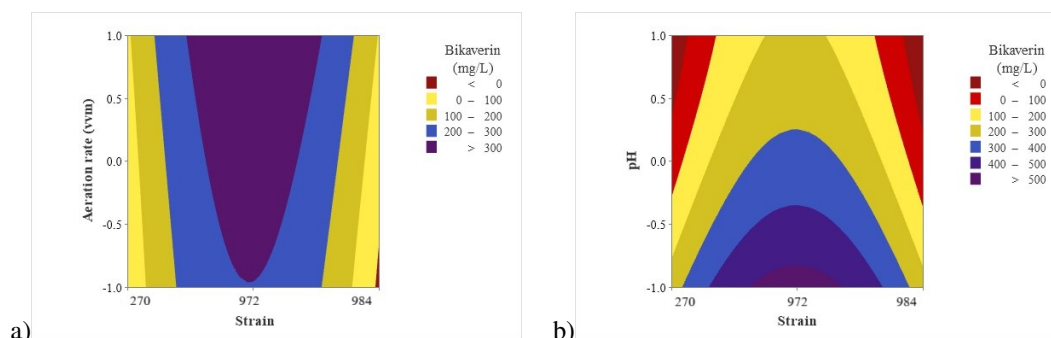 a)
Aeration rate (vvm)
1.0
0.5
0.0
-0.5
-1.0
270 972 984
Strain
Bikaverin
(mg/L)
< 0
0 – 100
100 – 200
200 – 300
> 300
b)
pH
1.0
0.5
0.0
-0.5
-1.0
270 972 984
Strain
Bikaverin
(mg/L)
< 0
0 – 100
100 – 200
200 – 300
300 – 400
400 – 500
> 500